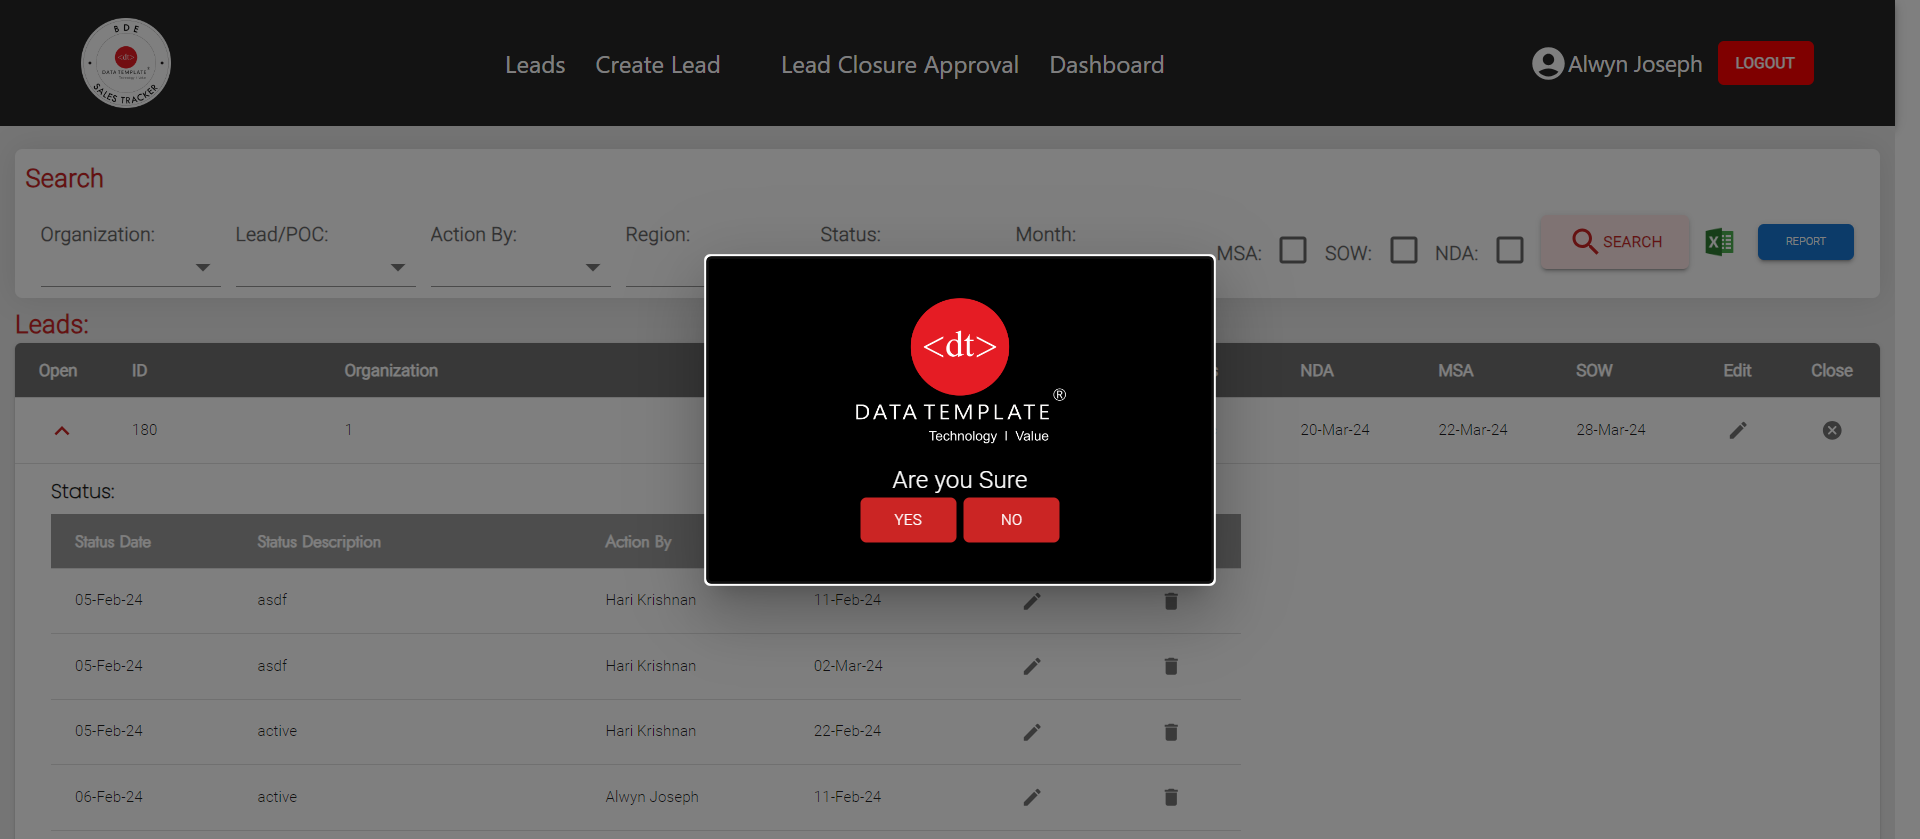 BDE
<dt>
DATA TEMPLATE
SALES TRACKER
Leads Create Lead Lead Closure Approval Dashboard
Alwyn Joseph LOGOUT
Search
Organization: Lead/POC: Action By: Region: Status: Month:
MSA: SOW: NDA: SEARCH REPORT
Leads:
Open ID Organization NDA MSA SOW Edit Close
180 1 20-Mar-24 22-Mar-24 28-Mar-24
<dt>
DATA TEMPLATE®
Technology | Value
Are you Sure
YES NO
Status:
Status Date Status Description Action By
05-Feb-24 asdf Hari Krishnan 11-Feb-24
05-Feb-24 asdf Hari Krishnan 02-Mar-24
05-Feb-24 active Hari Krishnan 22-Feb-24
06-Feb-24 active Alwyn Joseph 11-Feb-24